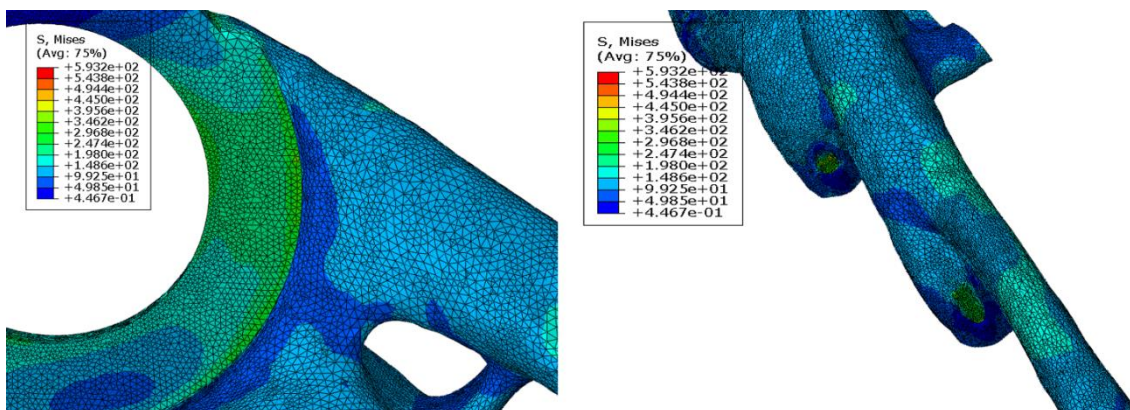 S, Mises
(Avg: 75%)
+5.932e+02
+5.438e+02
+4.944e+02
+4.450e+02
+3.956e+02
+3.462e+02
+2.968e+02
+2.474e+02
+1.980e+02
+1.486e+02
+9.925e+01
+4.985e+01
+4.467e-01
S, Mises
(Avg: 75%)
+5.932e+02
+5.438e+02
+4.944e+02
+4.450e+02
+3.956e+02
+3.462e+02
+2.968e+02
+2.474e+02
+1.980e+02
+1.486e+02
+9.925e+01
+4.985e+01
+4.467e-01